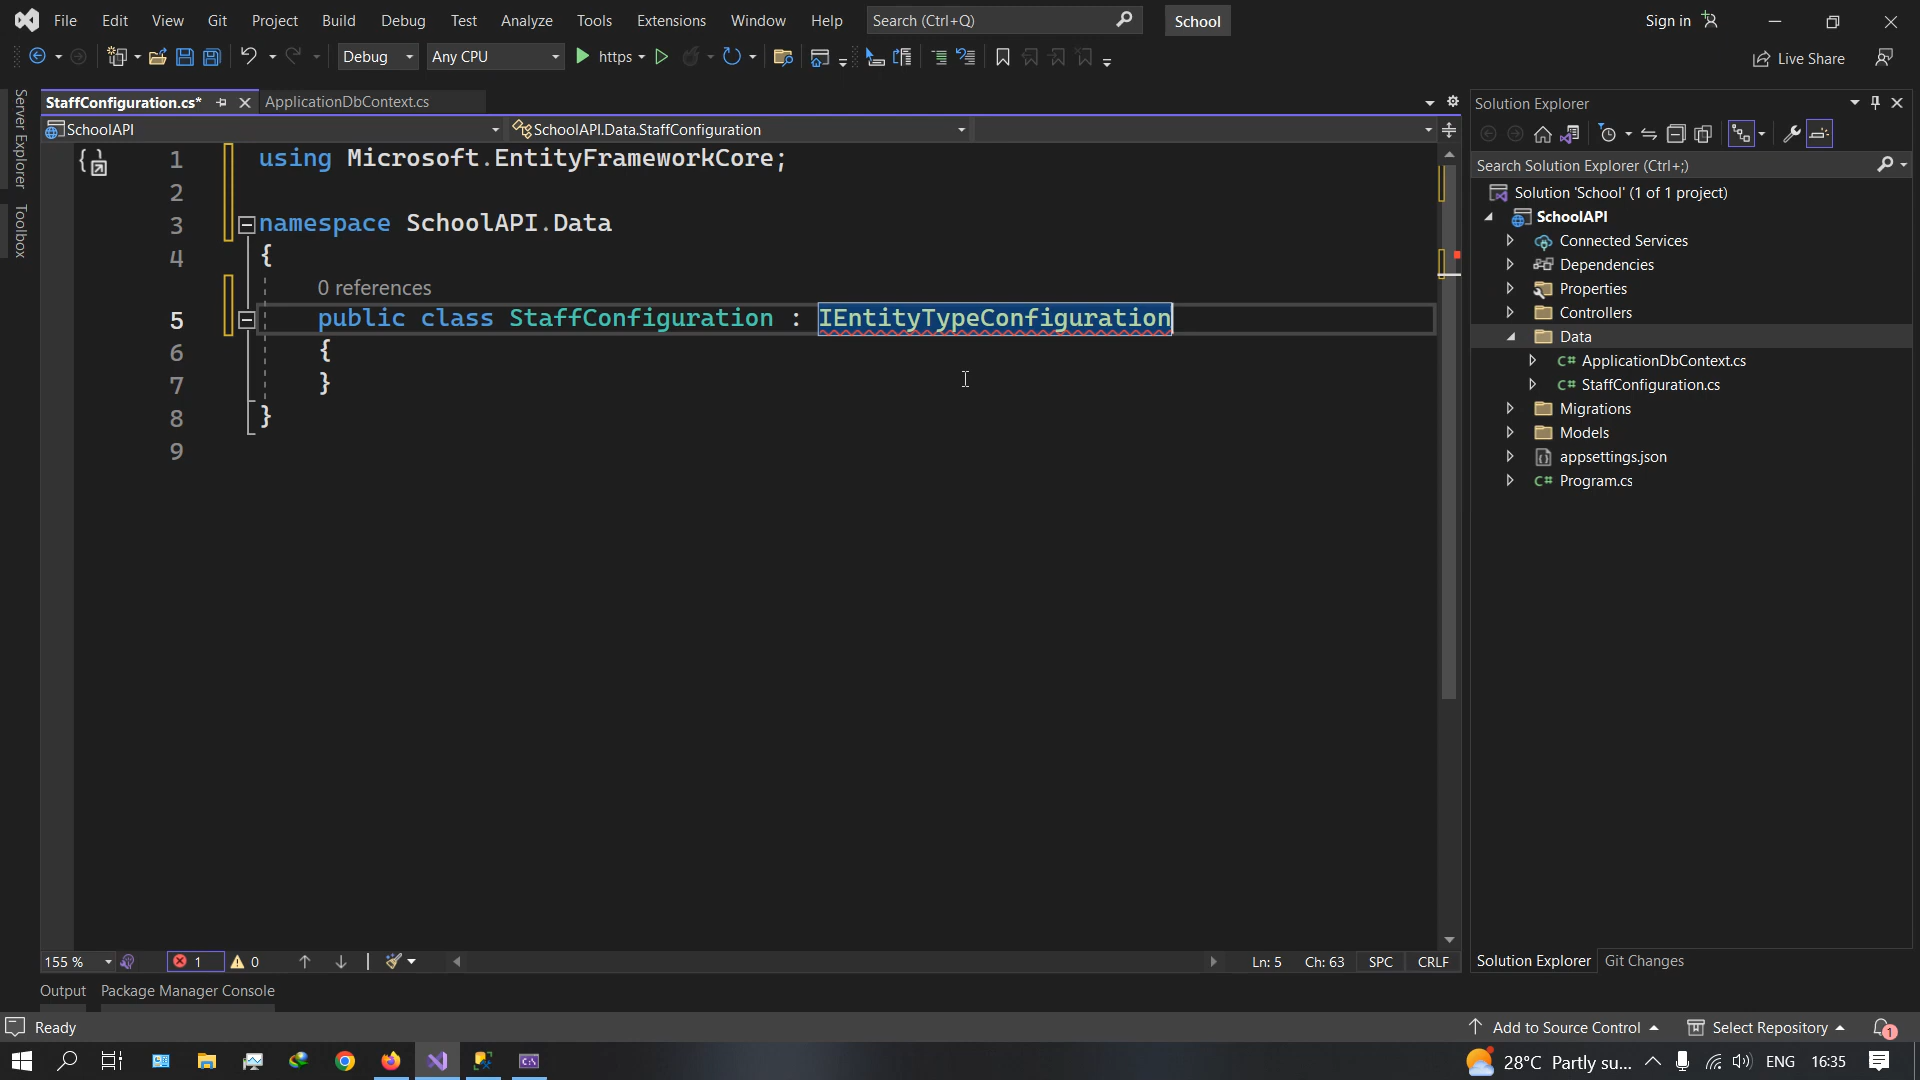 File Edit View Git Project Build Debug Test Analyze Tools Extensions Window Help Search (Ctrl+Q) School Sign in
Debug Any CPU https Live Share
Server Explorer
Toolbox
StaffConfiguration.cs* ApplicationDbContext.cs
SchoolAPI SchoolAPI.Data.StaffConfiguration
1 using Microsoft.EntityFrameworkCore;
2
3 namespace SchoolAPI.Data
4 {
0 references
5 public class StaffConfiguration : IEntityTypeConfiguration
6 {
7 }
8 }
9
155 % 1 0 Ln: 5 Ch: 63 SPC CRLF
Solution Explorer
Search Solution Explorer (Ctrl+;)
Solution 'School' (1 of 1 project)
SchoolAPI
Connected Services
Dependencies
Properties
Controllers
Data
C# ApplicationDbContext.cs
C# StaffConfiguration.cs
Migrations
Models
appsettings.json
C# Program.cs
Solution Explorer Git Changes
Output Package Manager Console
Ready Add to Source Control Select Repository 1
28°C Partly su... ENG 16:35